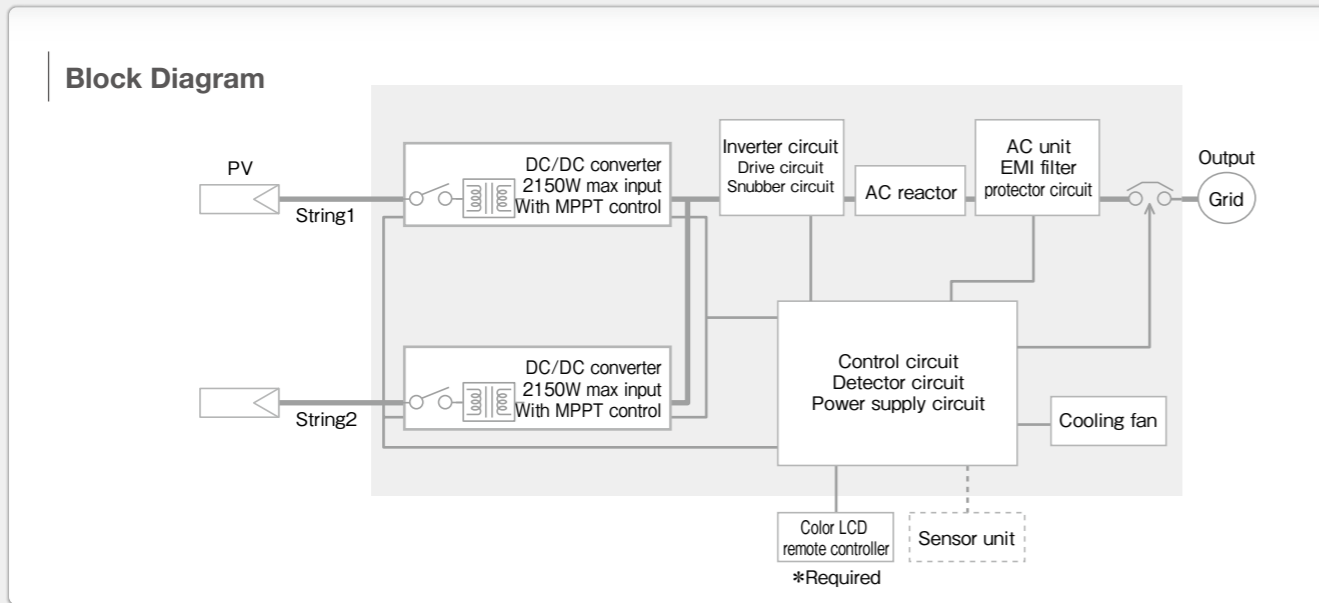 Block Diagram
PV
String1
DC/DC converter
2150W max input
With MPPT control
Inverter circuit
Drive circuit
Snubber circuit
AC reactor
AC unit
EMI filter
protector circuit
Output
Grid
String2
DC/DC converter
2150W max input
With MPPT control
Control circuit
Detector circuit
Power supply circuit
Cooling fan
Color LCD
remote controller
*Required
Sensor unit